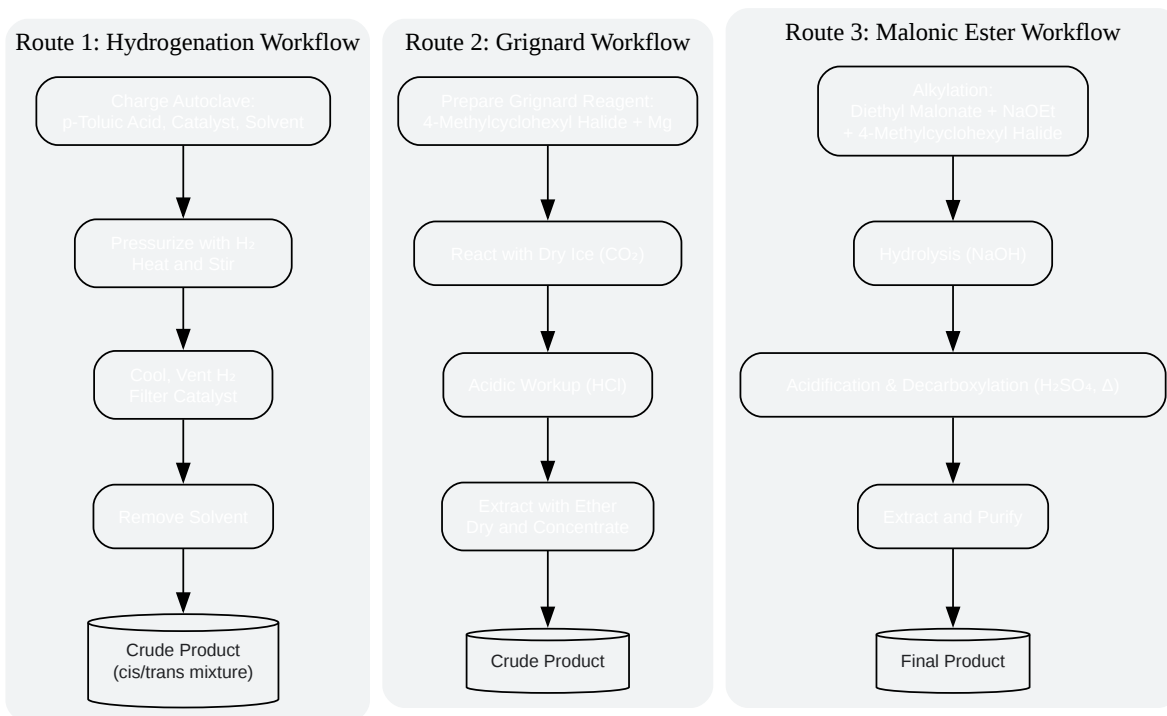 Route 1: Hydrogenation Workflow
Charge Autoclave:
p-Toluic Acid, Catalyst, Solvent
Pressurize with H₂
Heat and Stir
Cool, Vent H₂
Filter Catalyst
Remove Solvent
Crude Product
(cis/trans mixture)
Route 2: Grignard Workflow
Prepare Grignard Reagent:
4-Methylcyclohexyl Halide + Mg
React with Dry Ice (CO₂)
Acidic Workup (HCl)
Extract with Ether
Dry and Concentrate
Crude Product
Route 3: Malonic Ester Workflow
Alkylation:
Diethyl Malonate + NaOEt
+ 4-Methylcyclohexyl Halide
Hydrolysis (NaOH)
Acidification & Decarboxylation (H₂SO₄, Δ)
Extract and Purify
Final Product